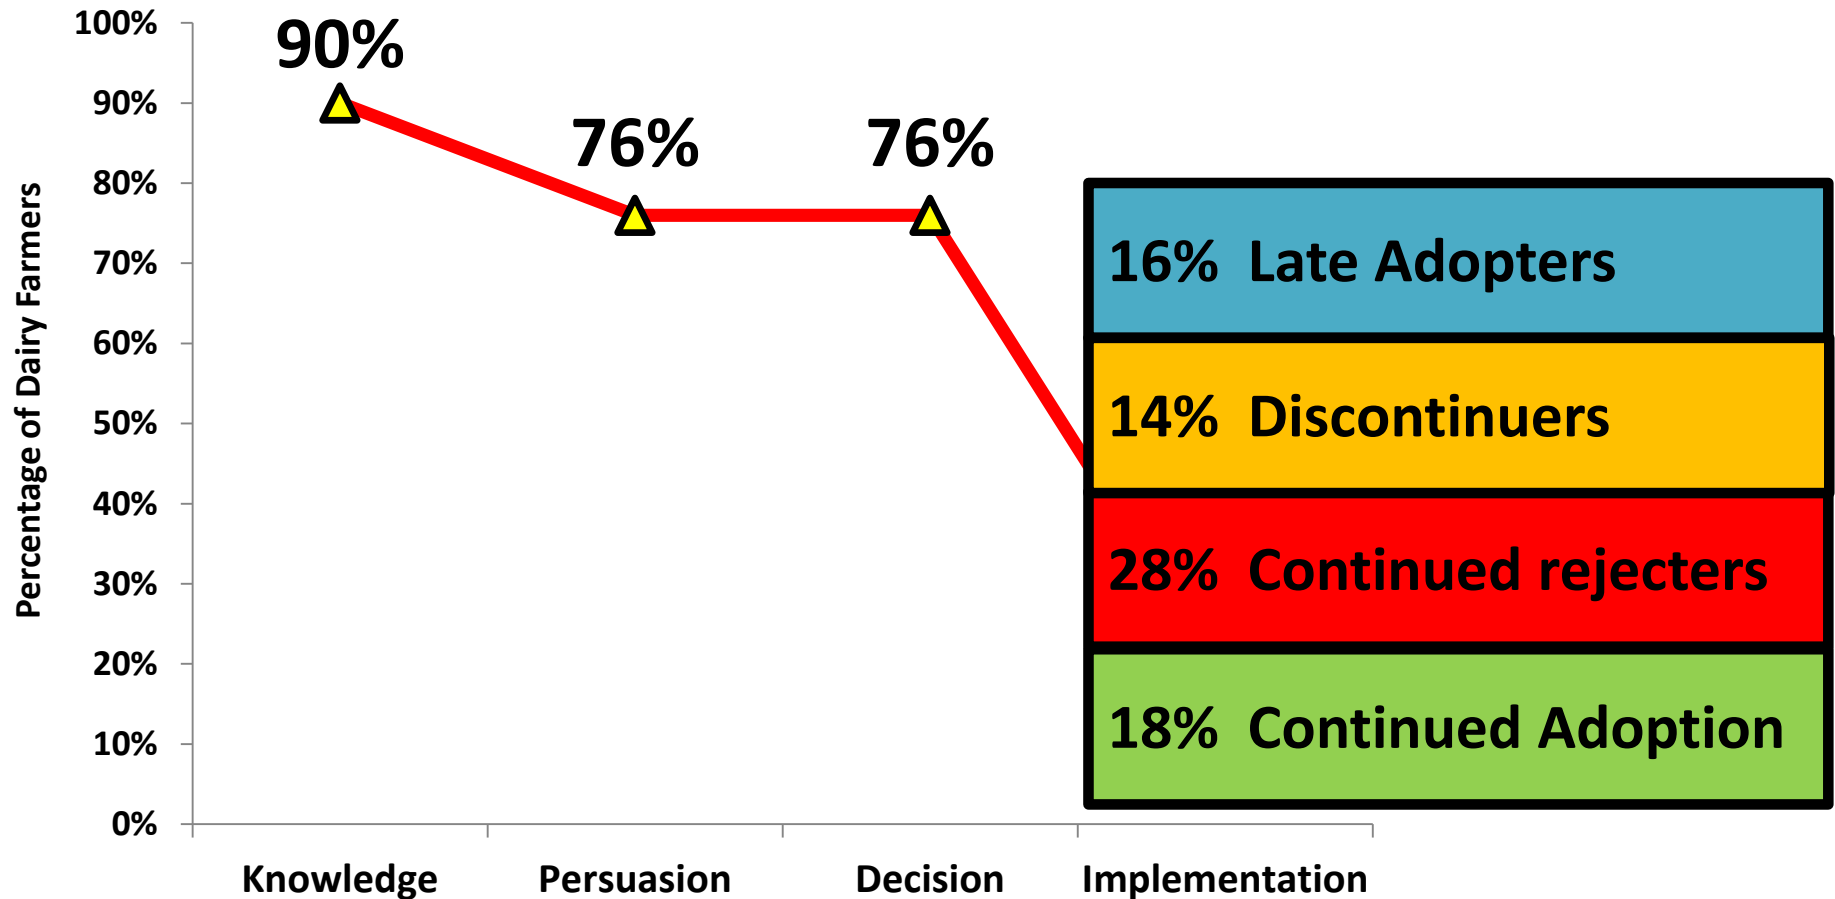 100%
90%
80%
70%
60%
50%
40%
30%
20%
10%
0%
Percentage of Dairy Farmers
90%
76%
76%
16% Late Adopters
14% Discontinuers
28% Continued rejecters
18% Continued Adoption
Knowledge Persuasion Decision Implementation